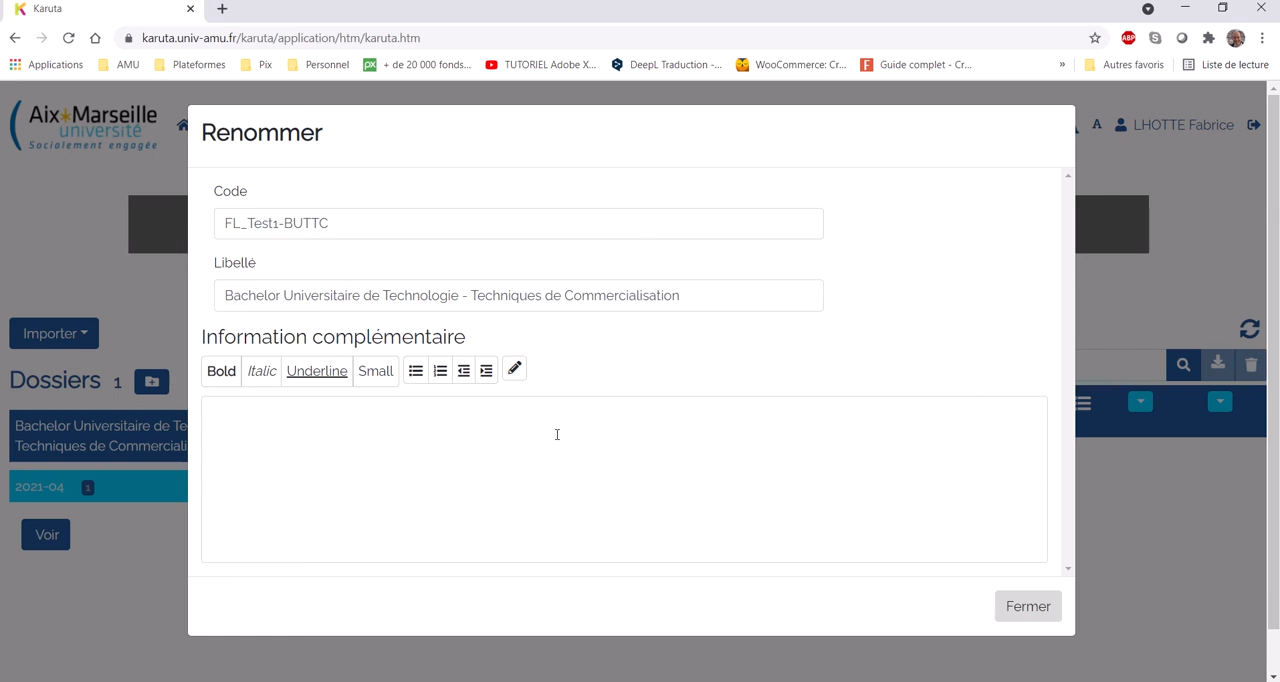 Karuta
karuta.univ-amu.fr/karuta/application/htm/karuta.htm
ABP
Applications AMU Plateformes Pix Personnel + de 20 000 fonds... TUTORIEL Adobe X... DeepL Traduction -... WooCommerce: Cr... Guide complet - Cr... » Autres favoris Liste de lecture
Aix*Marseille
université
Socialement engagée
A LHOTTE Fabrice
Renommer
Code
FL_Test1-BUTTC
Libellé
Bachelor Universitaire de Technologie - Techniques de Commercialisation
Importer
Information complémentaire
Bold Italic Underline Small
Dossiers 1
Bachelor Universitaire de Te
Techniques de Commerciali
2021-04 1
Voir
Fermer